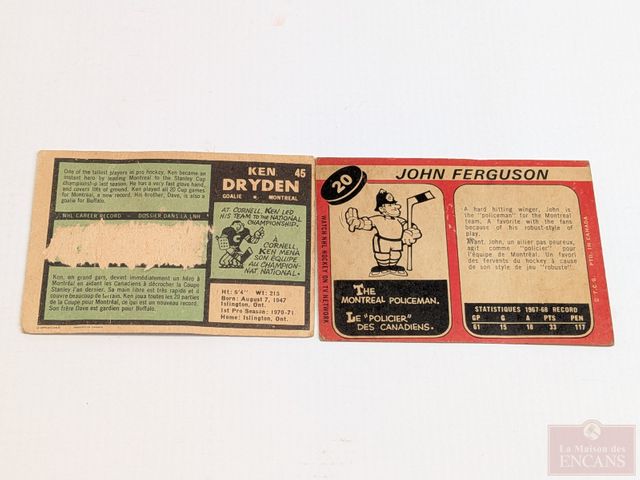 One of the tallest players in pro hockey. Ken became an
instant hero by leading Montreal to the Stanley Cup
championship last season. He has a very fast glove hand,
and covers lots of ground. Ken played all 20 Cup games
for Montreal, a new record. His brother, Dave, is also a
goalie for Buffalo.
NHL CAREER RECORD DOSSIER DANS LA LNH
Ken, en grand gars, devint immédiatement un héro à
Montréal en aidant les Canadiens à décrocher la Coupe
Stanley l'an dernier. Sa main libre est très rapide et il
couvre beaucoup de terrain. Ken joua toutes les 20 parties
de la Coupe pour Montréal, ce qui est un nouveau record.
Son frère Dave est gardien pour Buffalo.
45
KEN
DRYDEN
GOALIE MONTREAL
AT CORNELL, KEN LED
HIS TEAM TO THE NATIONAL
CHAMPIONSHIP.
C
À
CORNELL,
KEN MENA
SON ÉQUIPE
AU CHAMPION-
NAT NATIONAL.
Ht: 5'4" Wt: 215
Born: August 7, 1947
Islington, Ont.
1st Pro Season: 1970-71
Home: Islington, Ont.
20
JOHN FERGUSON
WATCH NHL HOCKEY ON TV NETWORK
THE
MONTREAL POLICEMAN.
LE "POLICIER"
DES CANADIENS.
A hard hitting winger, John is
the "policeman" for the Montreal
team. A favorite with the fans
because of his robust-style of
play.
Avant, John, un ailier pas peureux,
agit comme "policier" pour
l'équipe de Montréal. Un favori
des fervents du hockey à cause
de son style de jeu "robuste".
STATISTIQUES 1967-68 RECORD
GP G A PTS PEN
61 15 18 33 117
© T.C.G. PTD. IN CANADA
La Maison des
ENCANS